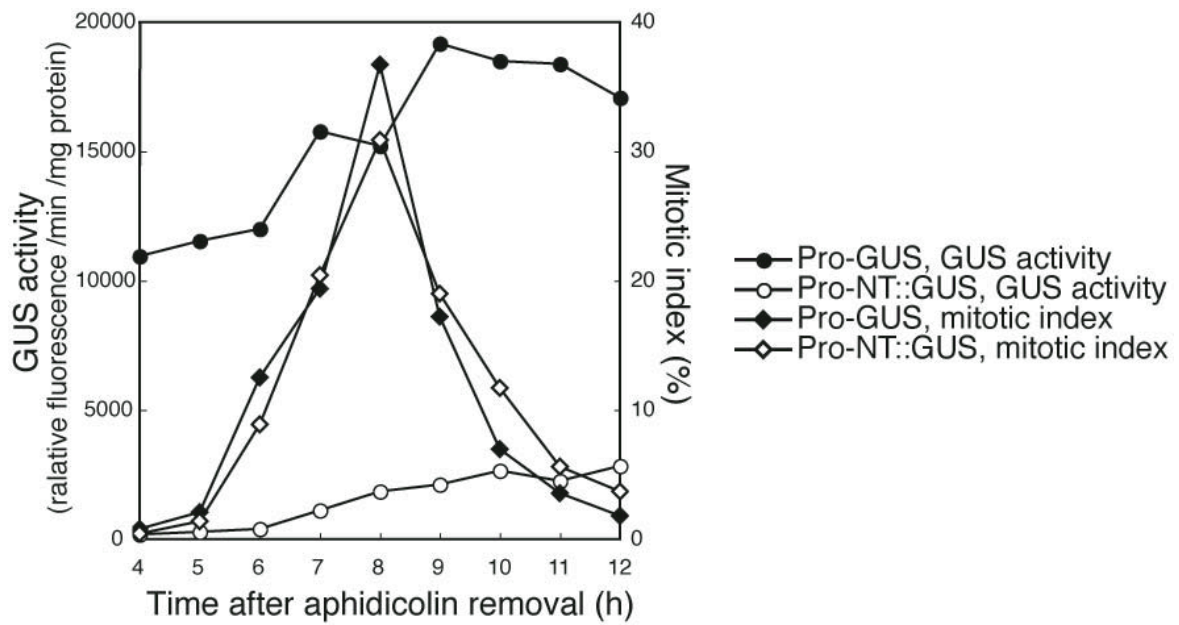 20000
15000
10000
5000
0
GUS activity
(ralative fluorescence /min /mg protein)
40
30
20
10
0
Mitotic index (%)
4 5 6 7 8 9 10 11 12
Time after aphidicolin removal (h)
Pro-GUS, GUS activity
Pro-NT::GUS, GUS activity
Pro-GUS, mitotic index
Pro-NT::GUS, mitotic index